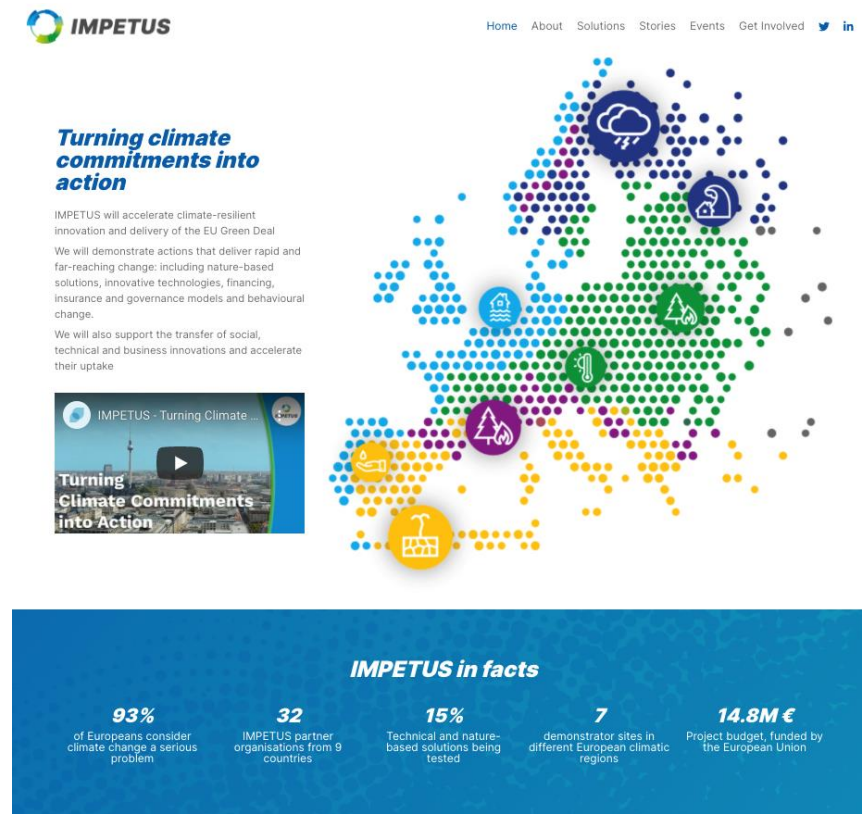 IMPETUS
Home About Solutions Stories Events Get Involved
Turning climate
commitments into
action
IMPETUS will accelerate climate-resilient
innovation and delivery of the EU Green Deal
We will demonstrate actions that deliver rapid and
far-reaching change: including nature-based
solutions, innovative technologies, financing,
insurance and governance models and behavioural
change.
We will also support the transfer of social,
technical and business innovations and accelerate
their uptake
IMPETUS - Turning Climate ...
IMPETUS
Turning
Climate Commitments
into Action
IMPETUS in facts
93%
of Europeans consider
climate change a serious
problem
32
IMPETUS partner
organisations from 9
countries
15%
Technical and nature-
based solutions being
tested
7
demonstrator sites in
different European climatic
regions
14.8M €
Project budget, funded by
the European Union